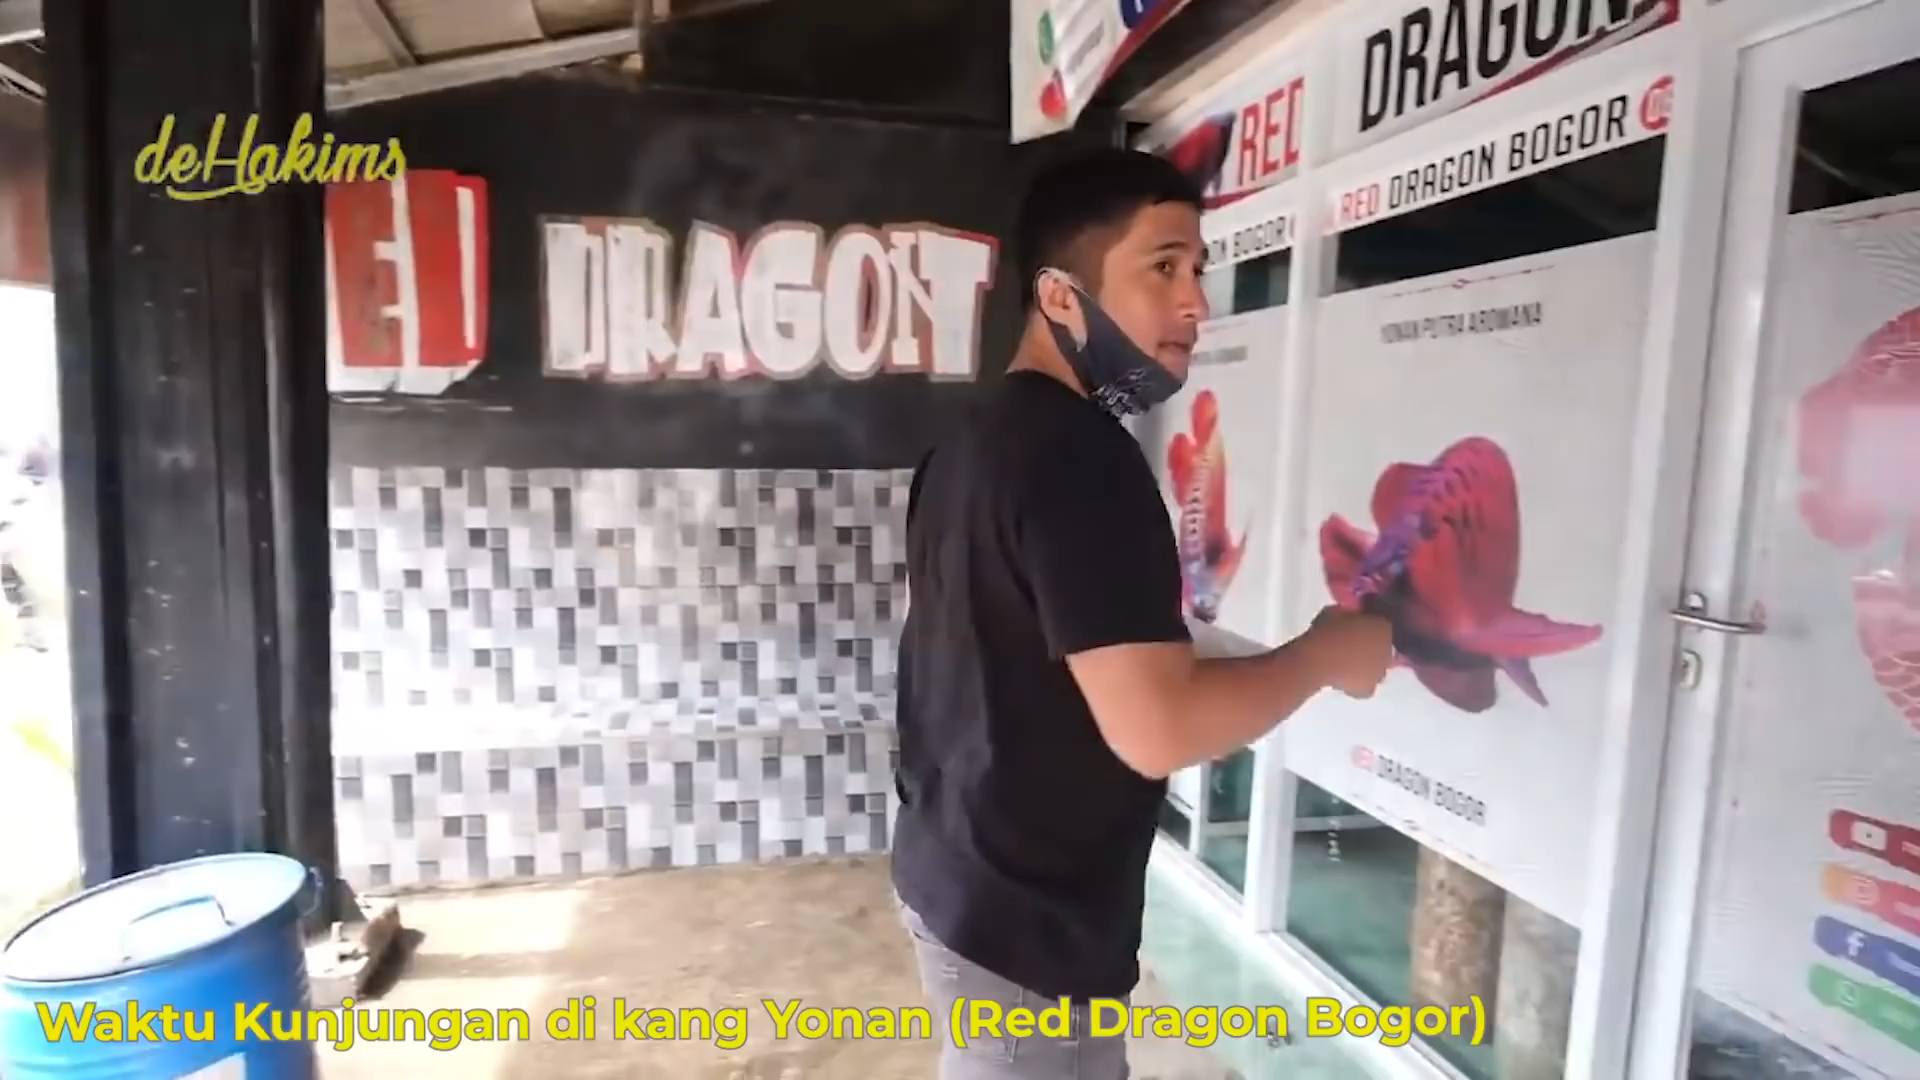 deHakims
DRAGON
RED
DRAGON
RED DRAGON BOGOR
BOGOR
YONAN PUTRA AROWANA
RED DRAGON BOGOR
Waktu Kunjungan di kang Yonan (Red Dragon Bogor)